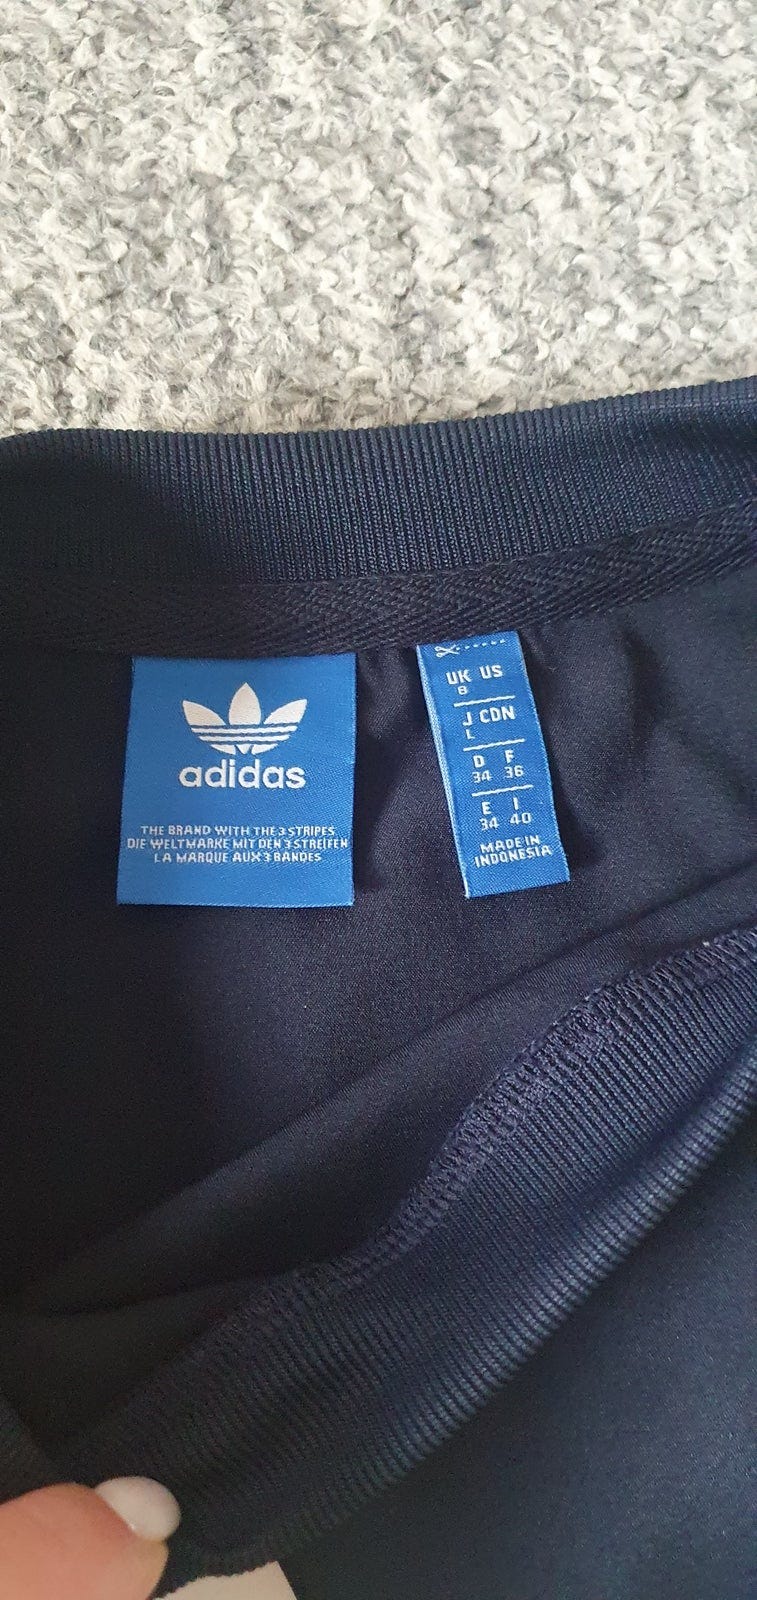 adidas
THE BRAND WITH THE 3 STRIPES
DIE WELTMARKE MIT DEN 3 STREIFEN
LA MARQUE AUX 3 BANDES
UK US
8
J CDN
L
D F
34 36
E I
34 40
MADE IN
INDONESIA